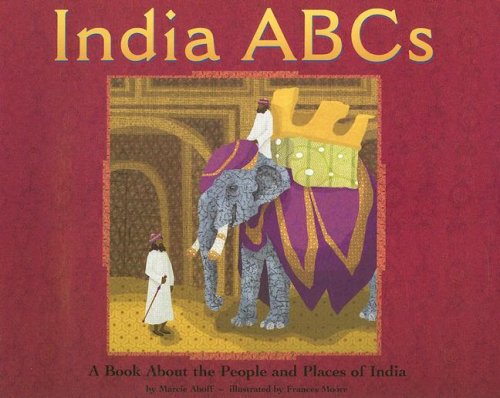 India ABCs
A Book About the People and Places of India
by Marcie Aboff ~ illustrated by Frances Moore